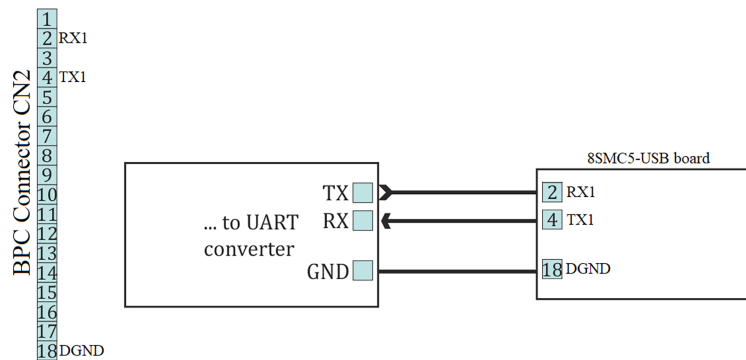 BPC Connector CN2
1
2 RX1
3
4 TX1
5
6
7
8
9
10
11
12
13
14
15
16
17
18 DGND
... to UART
converter
TX
RX
GND
8SMC5-USB board
2 RX1
4 TX1
18 DGND